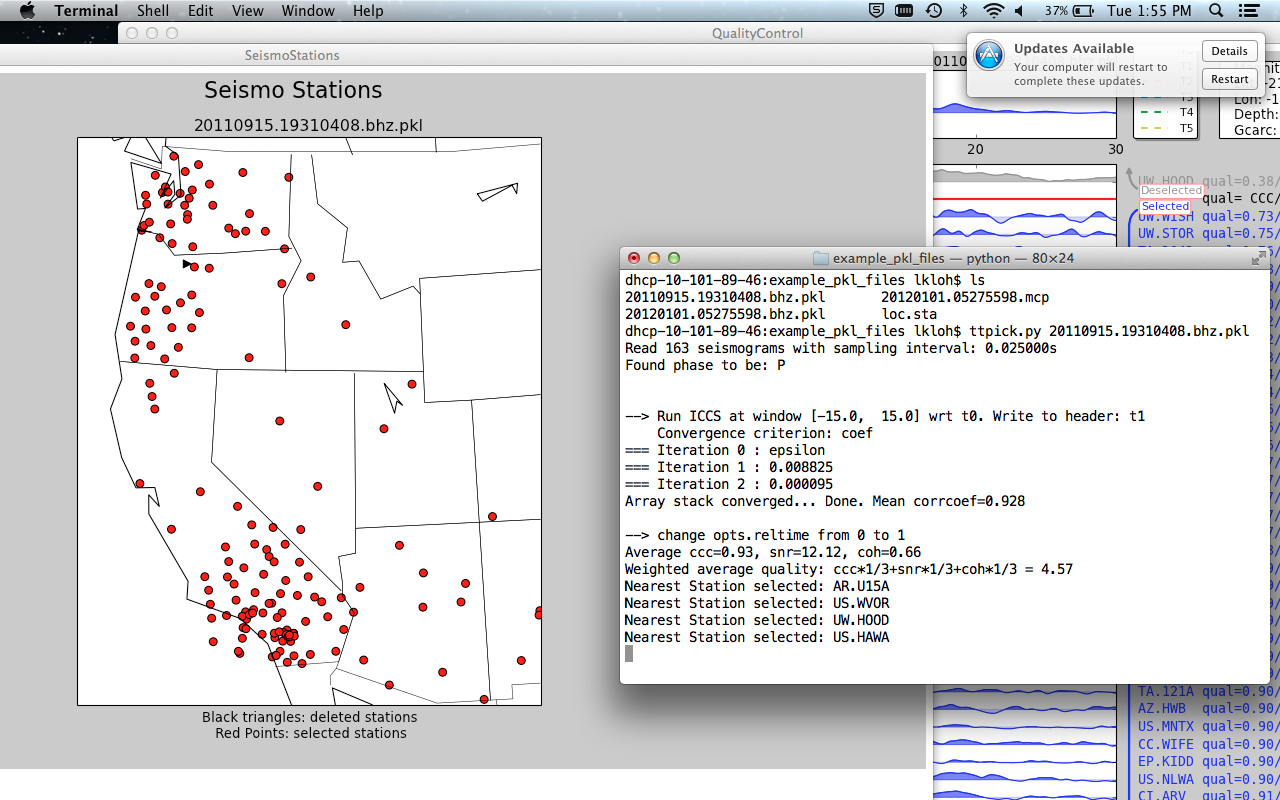 Terminal Shell Edit View Window Help
37% Tue 1:55 PM
QualityControl
SeismoStations
Updates Available
Your computer will restart to
complete these updates.
Details
Restart
Seismo Stations
20110915.19310408.bhz.pkl
Black triangles: deleted stations
Red Points: selected stations
T4
T5
Lon: -1
Depth:
Gcarc:
20
30
UW.HOOD qual=0.38/
Deselected
qual= CCC/
Selected
UW.WISH qual=0.73/
UW.STOR qual=0.75/
example_pkl_files — python — 80×24
dhcp-10-101-89-46:example_pkl_files lkloh$ ls
20110915.19310408.bhz.pkl 20120101.05275598.mcp
20120101.05275598.bhz.pkl loc.sta
dhcp-10-101-89-46:example_pkl_files lkloh$ ttpick.py 20110915.19310408.bhz.pkl
Read 163 seismograms with sampling interval: 0.025000s
Found phase to be: P
--> Run ICCS at window [-15.0, 15.0] wrt t0. Write to header: t1
Convergence criterion: coef
=== Iteration 0 : epsilon
=== Iteration 1 : 0.008825
=== Iteration 2 : 0.000095
Array stack converged... Done. Mean corrcoef=0.928
--> change opts.reltime from 0 to 1
Average ccc=0.93, snr=12.12, coh=0.66
Weighted average quality: ccc*1/3+snr*1/3+coh*1/3 = 4.57
Nearest Station selected: AR.U15A
Nearest Station selected: US.WVOR
Nearest Station selected: UW.HOOD
Nearest Station selected: US.HAWA
TA.121A qual=0.90/
AZ.HWB qual=0.90/
US.MNTX qual=0.90/
CC.WIFE qual=0.90/
EP.KIDD qual=0.90/
US.NLWA qual=0.90/
CI.ARV qual=0.91/